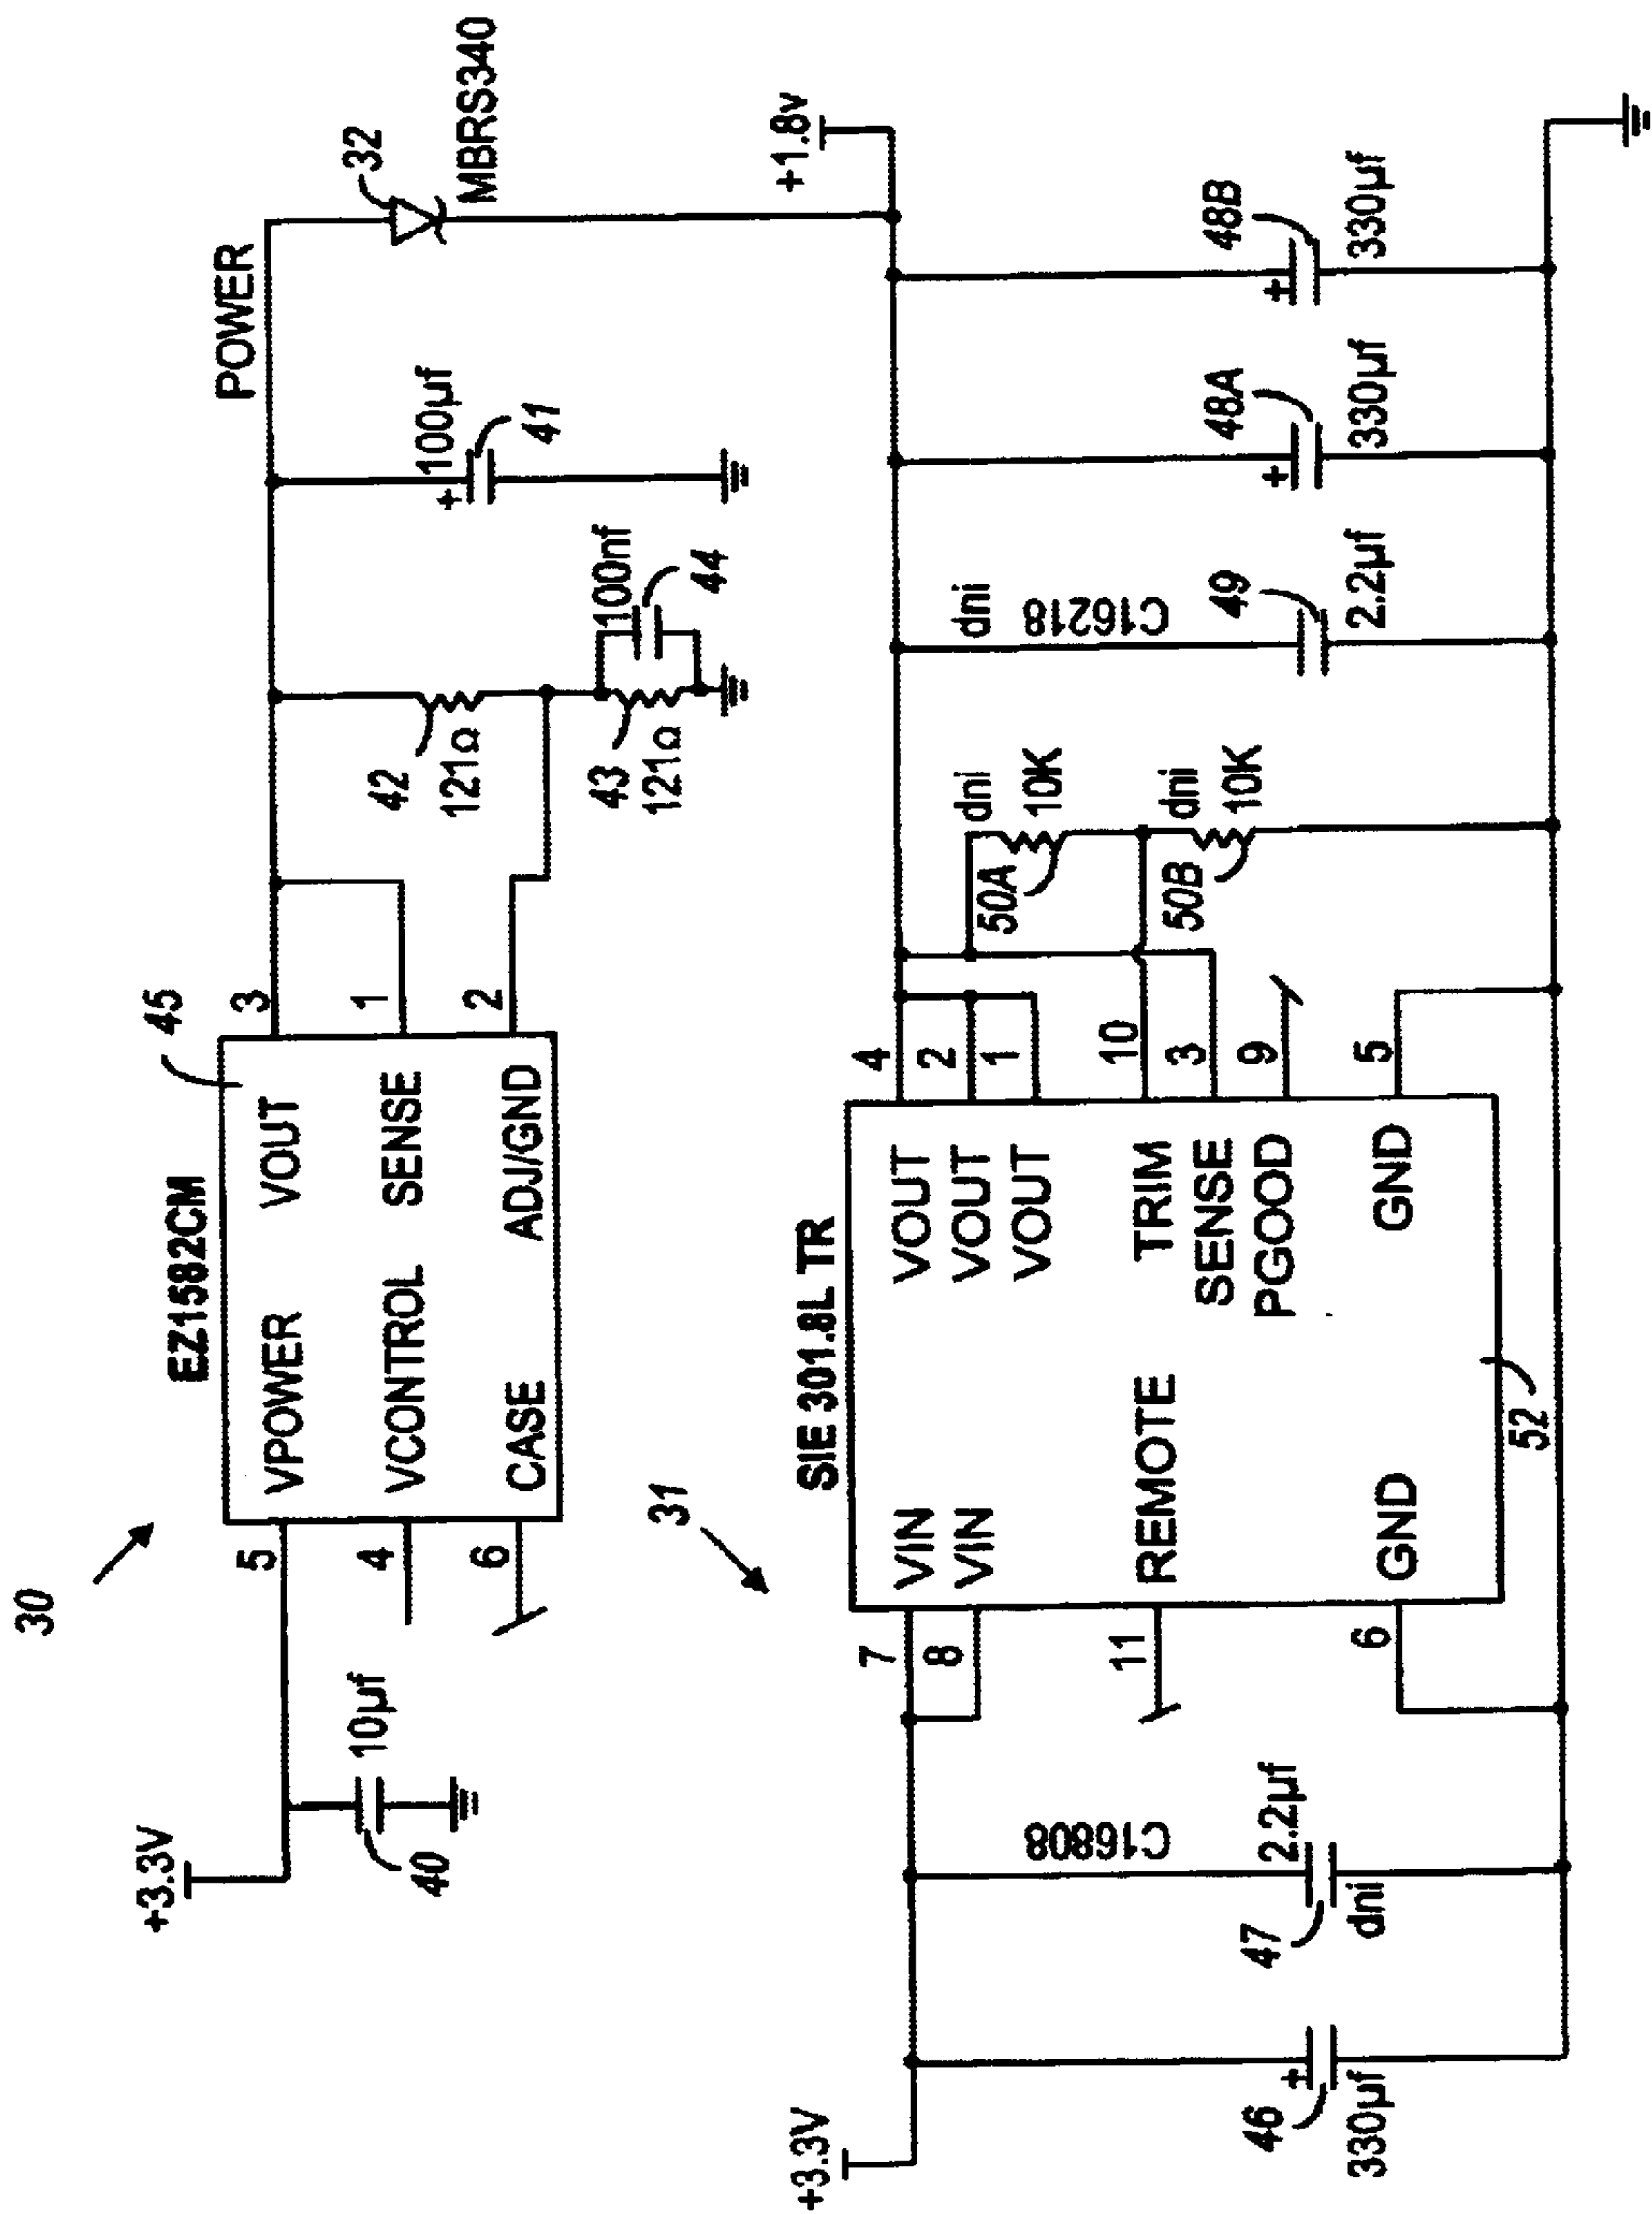 30
EZ1582CM
45
+3.3V
5
VPOWER
VOUT
3
POWER
4
VCONTROL
SENSE
1
6
CASE
ADJ/GND
2
10µf
40
42
121Ω
43
121Ω
100nf
44
100µf
41
32
MBRS340
31
SIE 301.8L TR
+3.3V
+1.8v
7
VIN
VOUT
4
8
VIN
VOUT
2
VOUT
1
11
REMOTE
TRIM
10
SENSE
3
PGOOD
9
6
GND
GND
5
52
46
330µf
C16808
47
2.2µf
dni
dni
50A
10K
dni
50B
10K
dni
C16218
49
2.2µf
48A
330µf
48B
330µf